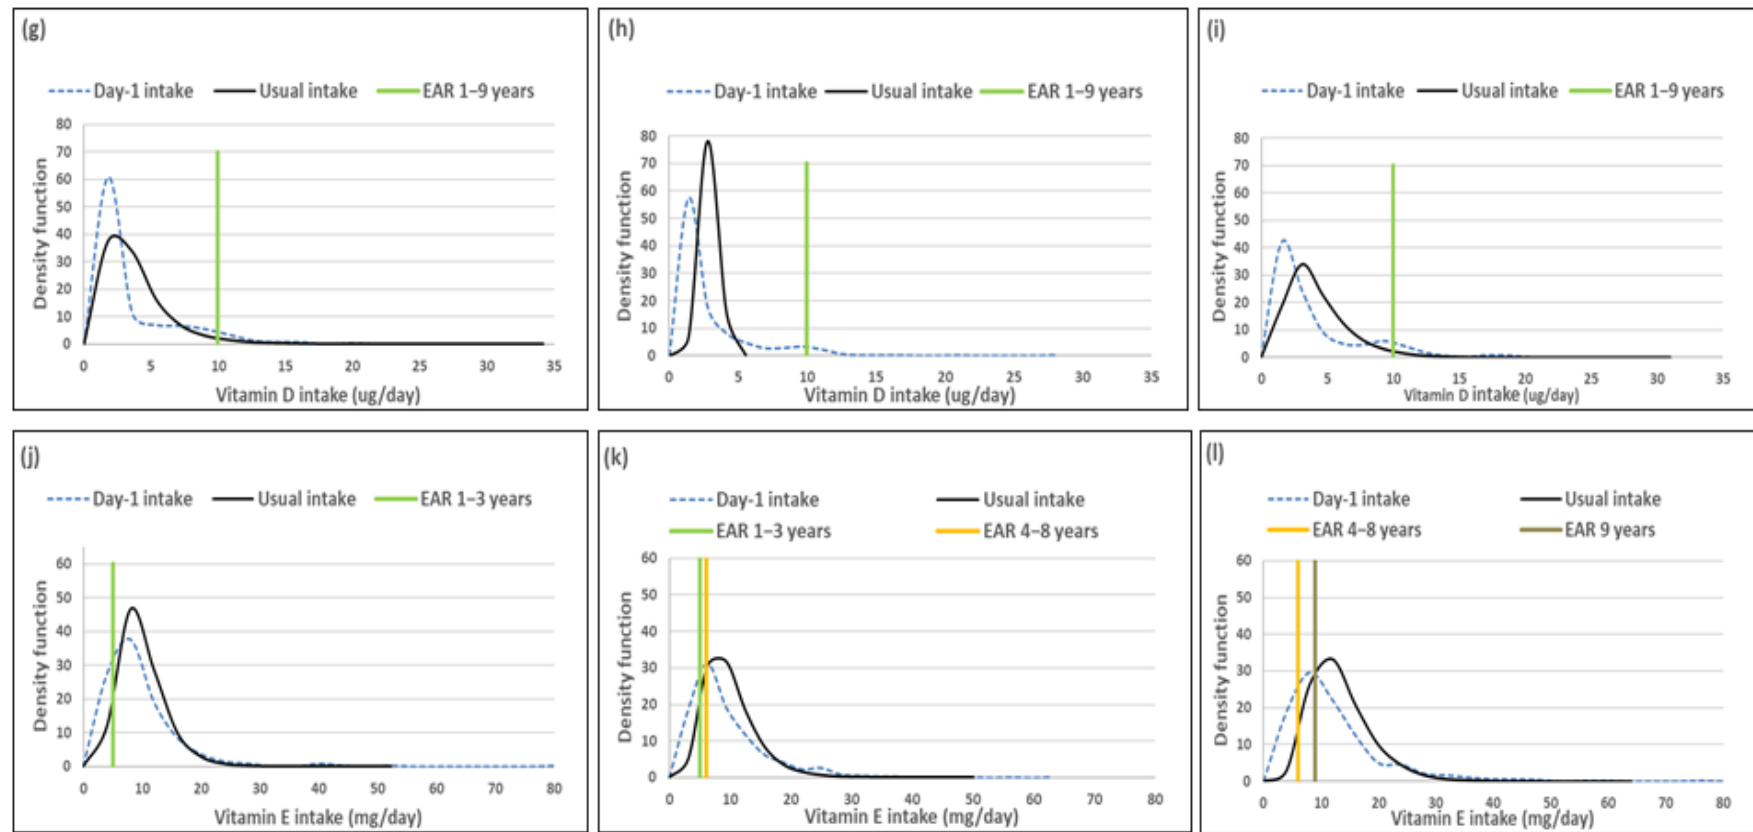 (g)
Day-1 intake Usual intake EAR 1–9 years
80
70
60
50
40
30
20
10
0
Density function
0 5 10 15 20 25 30 35
Vitamin D intake (ug/day)
(h)
Day-1 intake Usual intake EAR 1–9 years
80
70
60
50
40
30
20
10
0
Density function
0 5 10 15 20 25 30 35
Vitamin D intake (ug/day)
(i)
Day-1 intake Usual intake EAR 1–9 years
80
70
60
50
40
30
20
10
0
Density function
0 5 10 15 20 25 30 35
Vitamin D intake (ug/day)
(j)
Day-1 intake Usual intake EAR 1–3 years
60
50
40
30
20
10
0
Density function
0 10 20 30 40 50 60 70 80
Vitamin E intake (mg/day)
(k)
Day-1 intake Usual intake
EAR 1–3 years EAR 4–8 years
60
50
40
30
20
10
0
Density function
0 10 20 30 40 50 60 70 80
Vitamin E intake (mg/day)
(l)
Day-1 intake Usual intake
EAR 4–8 years EAR 9 years
60
50
40
30
20
10
0
Density function
0 10 20 30 40 50 60 70 80
Vitamin E intake (mg/day)